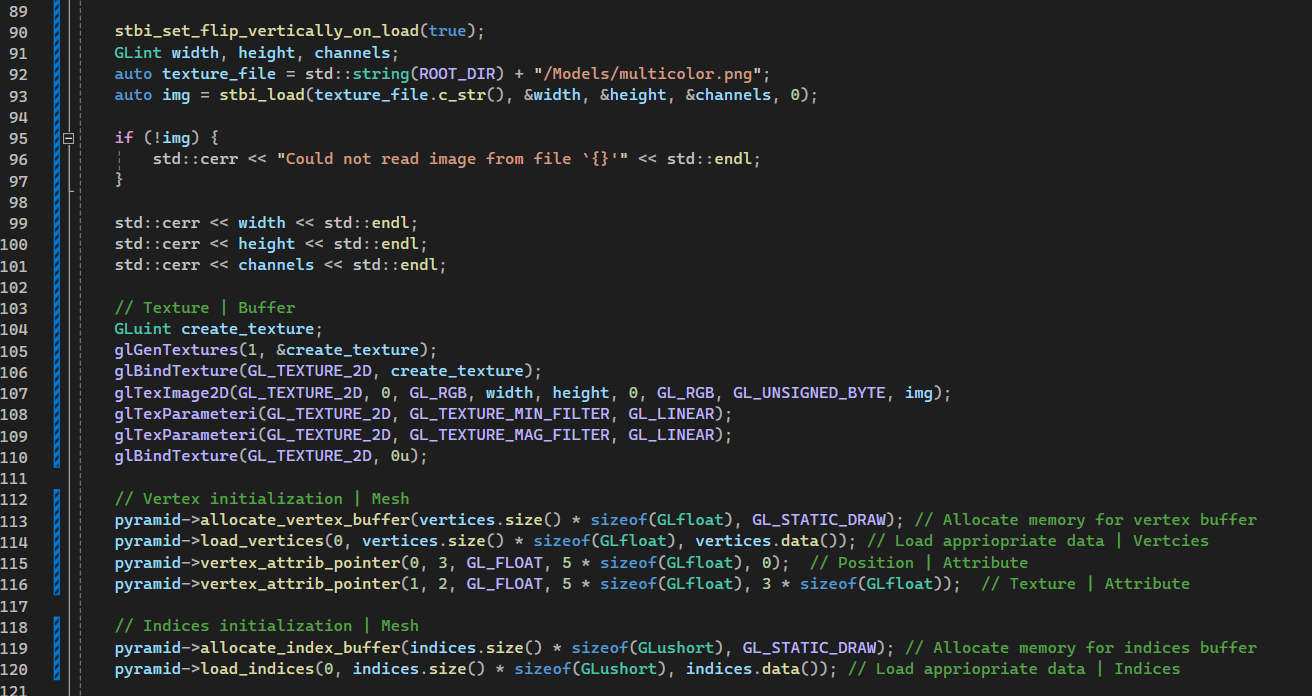 89
90 stbi_set_flip_vertically_on_load(true);
91 GLint width, height, channels;
92 auto texture_file = std::string(ROOT_DIR) + "/Models/multicolor.png";
93 auto img = stbi_load(texture_file.c_str(), &width, &height, &channels, 0);
94
95 if (!img) {
96 std::cerr << "Could not read image from file `{}'" << std::endl;
97 }
98
99 std::cerr << width << std::endl;
100 std::cerr << height << std::endl;
101 std::cerr << channels << std::endl;
102
103 // Texture | Buffer
104 GLuint create_texture;
105 glGenTextures(1, &create_texture);
106 glBindTexture(GL_TEXTURE_2D, create_texture);
107 glTexImage2D(GL_TEXTURE_2D, 0, GL_RGB, width, height, 0, GL_RGB, GL_UNSIGNED_BYTE, img);
108 glTexParameteri(GL_TEXTURE_2D, GL_TEXTURE_MIN_FILTER, GL_LINEAR);
109 glTexParameteri(GL_TEXTURE_2D, GL_TEXTURE_MAG_FILTER, GL_LINEAR);
110 glBindTexture(GL_TEXTURE_2D, 0u);
111
112 // Vertex initialization | Mesh
113 pyramid->allocate_vertex_buffer(vertices.size() * sizeof(GLfloat), GL_STATIC_DRAW); // Allocate memory for vertex buffer
114 pyramid->load_vertices(0, vertices.size() * sizeof(GLfloat), vertices.data()); // Load appriopriate data | Vertcies
115 pyramid->vertex_attrib_pointer(0, 3, GL_FLOAT, 5 * sizeof(GLfloat), 0); // Position | Attribute
116 pyramid->vertex_attrib_pointer(1, 2, GL_FLOAT, 5 * sizeof(GLfloat), 3 * sizeof(GLfloat)); // Texture | Attribute
117
118 // Indices initialization | Mesh
119 pyramid->allocate_index_buffer(indices.size() * sizeof(GLushort), GL_STATIC_DRAW); // Allocate memory for indices buffer
120 pyramid->load_indices(0, indices.size() * sizeof(GLushort), indices.data()); // Load appriopriate data | Indices
121